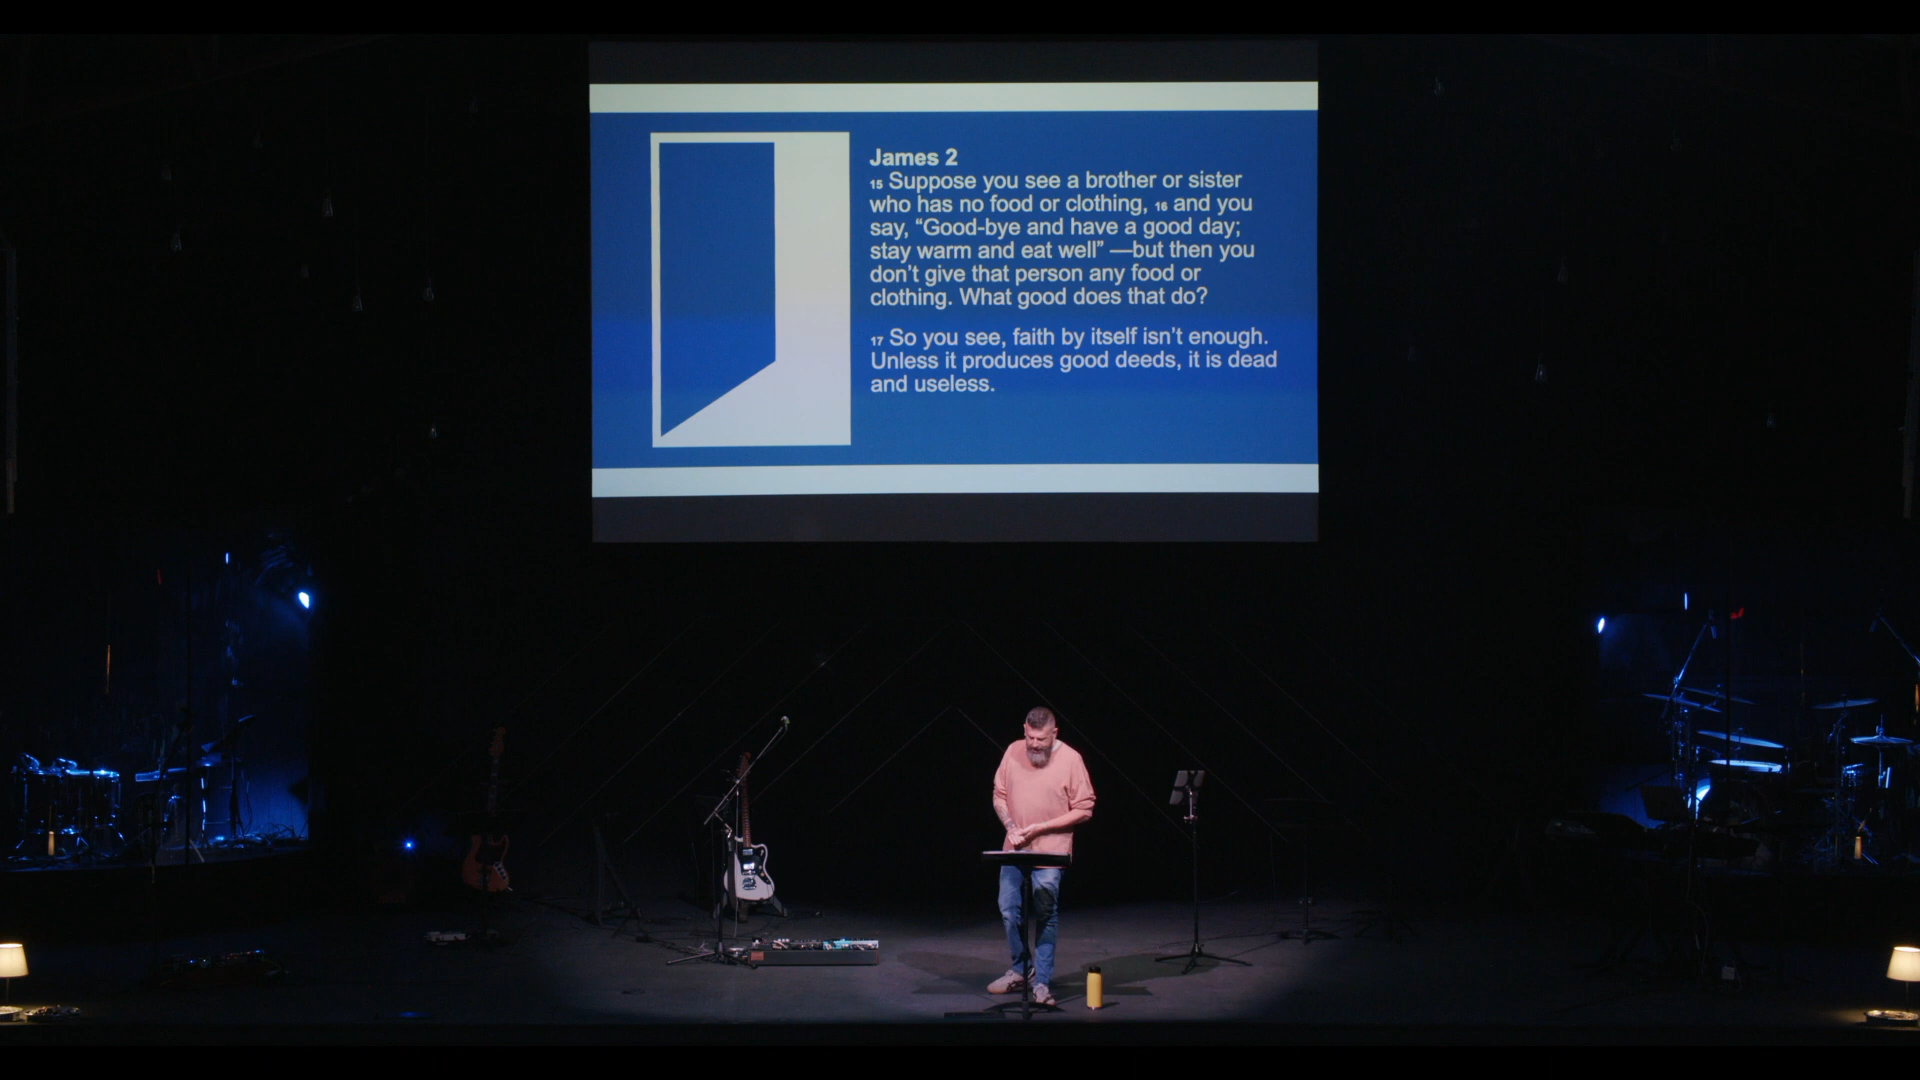 James 2
15 Suppose you see a brother or sister
who has no food or clothing, 16 and you
say, “Good-bye and have a good day;
stay warm and eat well” —but then you
don’t give that person any food or
clothing. What good does that do?
17 So you see, faith by itself isn’t enough.
Unless it produces good deeds, it is dead
and useless.